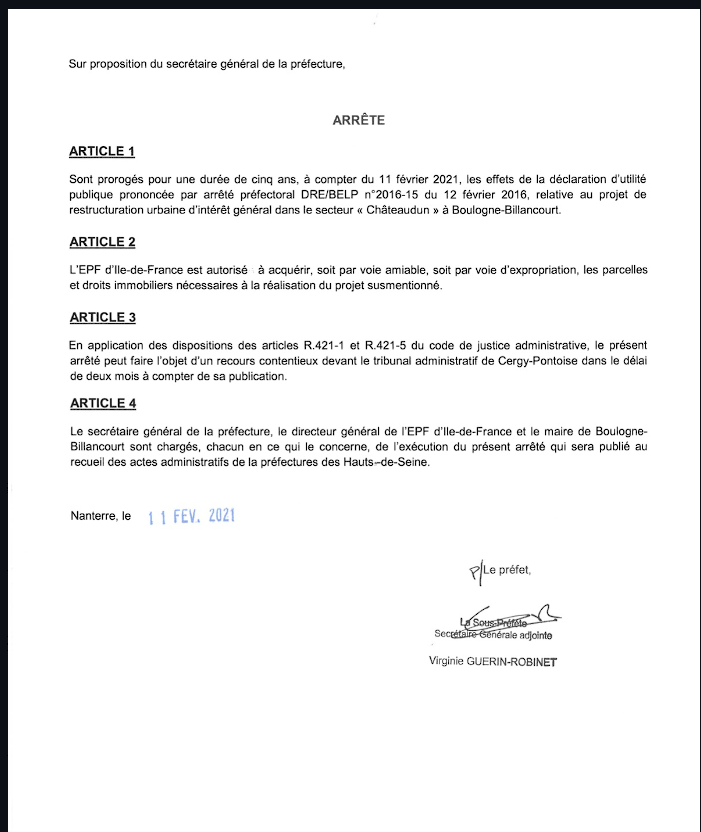 Sur proposition du secrétaire général de la préfecture,
ARRÊTE
ARTICLE 1
Sont prorogés pour une durée de cinq ans, à compter du 11 février 2021, les effets de la déclaration d'utilité
publique prononcée par arrêté préfectoral DRE/BELP n°2016-15 du 12 février 2016, relative au projet de
restructuration urbaine d'intérêt général dans le secteur « Châteaudun » à Boulogne-Billancourt.
ARTICLE 2
L'EPF d'Ile-de-France est autorisé à acquérir, soit par voie amiable, soit par voie d'expropriation, les parcelles
et droits immobiliers nécessaires à la réalisation du projet susmentionné.
ARTICLE 3
En application des dispositions des articles R.421-1 et R.421-5 du code de justice administrative, le présent
arrêté peut faire l'objet d'un recours contentieux devant le tribunal administratif de Cergy-Pontoise dans le délai
de deux mois à compter de sa publication.
ARTICLE 4
Le secrétaire général de la préfecture, le directeur général de l'EPF d'Ile-de-France et le maire de Boulogne-
Billancourt sont chargés, chacun en ce qui le concerne, de l'exécution du présent arrêté qui sera publié au
recueil des actes administratifs de la préfectures des Hauts–de-Seine.
Nanterre, le 11 FEV. 2021
P/Le préfet,
La Sous-Préfète
Secrétaire Générale adjointe
Virginie GUERIN-ROBINET